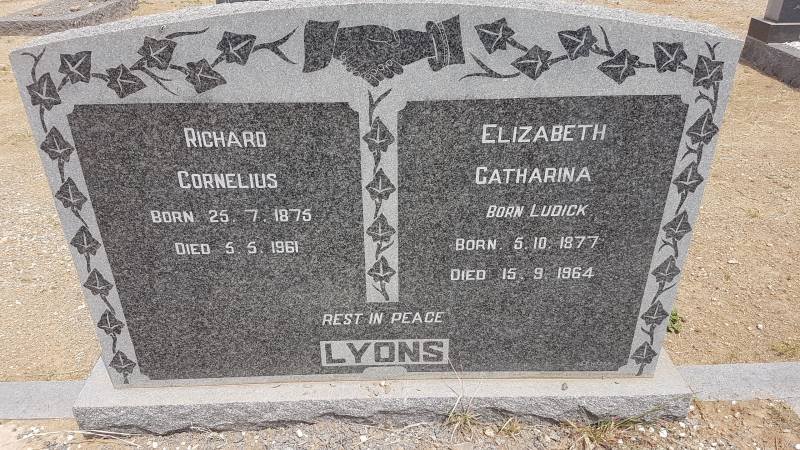 RICHARD
CORNELIUS
BORN 25. 7. 1875
DIED 5. 5. 1961
ELIZABETH
CATHARINA
BORN LUDICK
BORN. 5. 10. 1877
DIED 15. 9. 1964
REST IN PEACE
LYONS